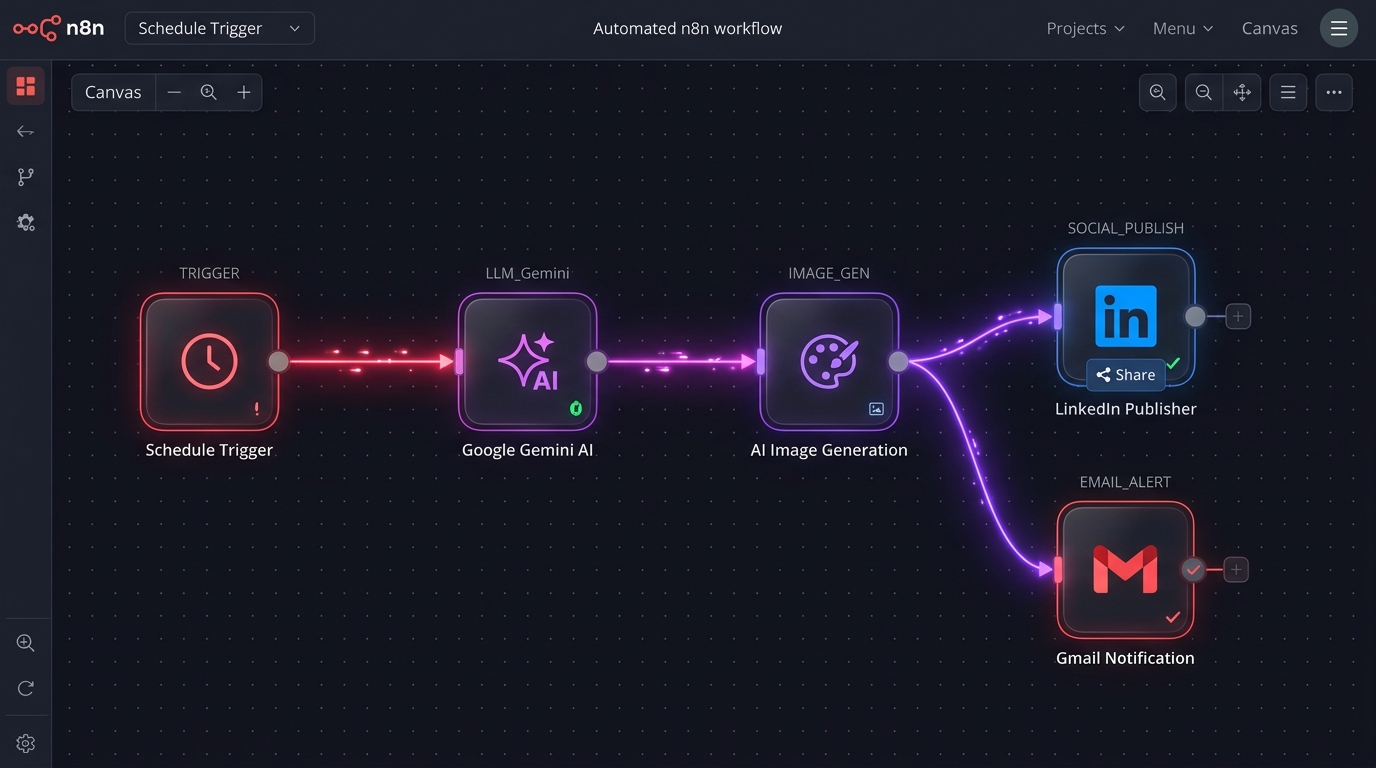 n8n
Schedule Trigger
Automated n8n workflow
Projects
Menu
Canvas
Canvas
SOCIAL_PUBLISH
TRIGGER
LLM_Gemini
IMAGE_GEN
in
AI
Share
LinkedIn Publisher
Schedule Trigger
Google Gemini AI
AI Image Generation
EMAIL_ALERT
Gmail Notification